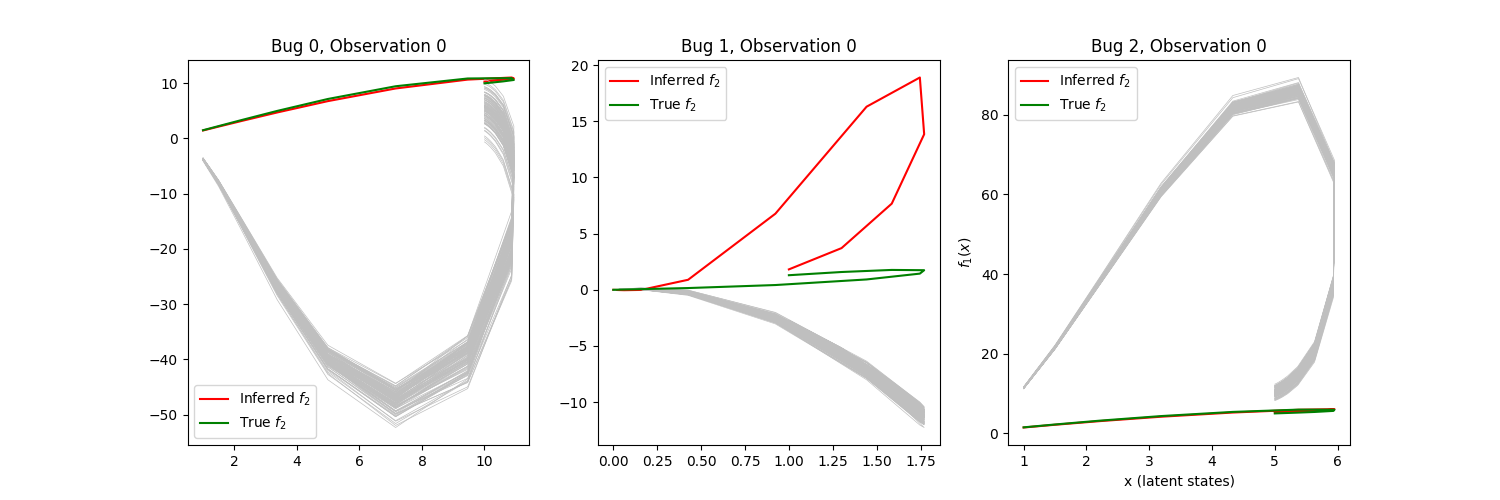 Bug 0, Observation 0
10
0
−10
−20
−30
−40
−50
Inferred f₂
True f₂
2 4 6 8 10
Bug 1, Observation 0
20
15
10
5
0
−5
−10
Inferred f₂
True f₂
0.00 0.25 0.50 0.75 1.00 1.25 1.50 1.75
Bug 2, Observation 0
f₁(x)
80
60
40
20
0
Inferred f₂
True f₂
1 2 3 4 5 6
x (latent states)